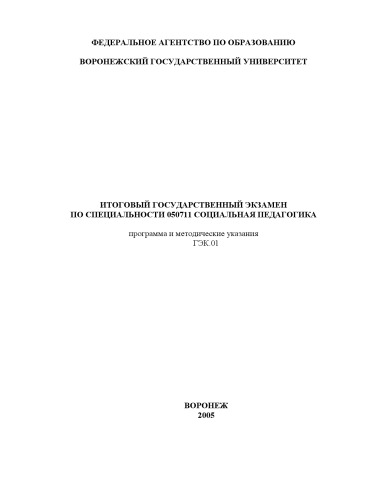 ФЕДЕРАЛЬНОЕ АГЕНТСТВО ПО ОБРАЗОВАНИЮ
ВОРОНЕЖСКИЙ ГОСУДАРСТВЕННЫЙ УНИВЕРСИТЕТ
ИТОГОВЫЙ ГОСУДАРСТВЕННЫЙ ЭКЗАМЕН
ПО СПЕЦИАЛЬНОСТИ 050711 СОЦИАЛЬНАЯ ПЕДАГОГИКА
программа и методические указания
ГЭК.01
ВОРОНЕЖ
2005